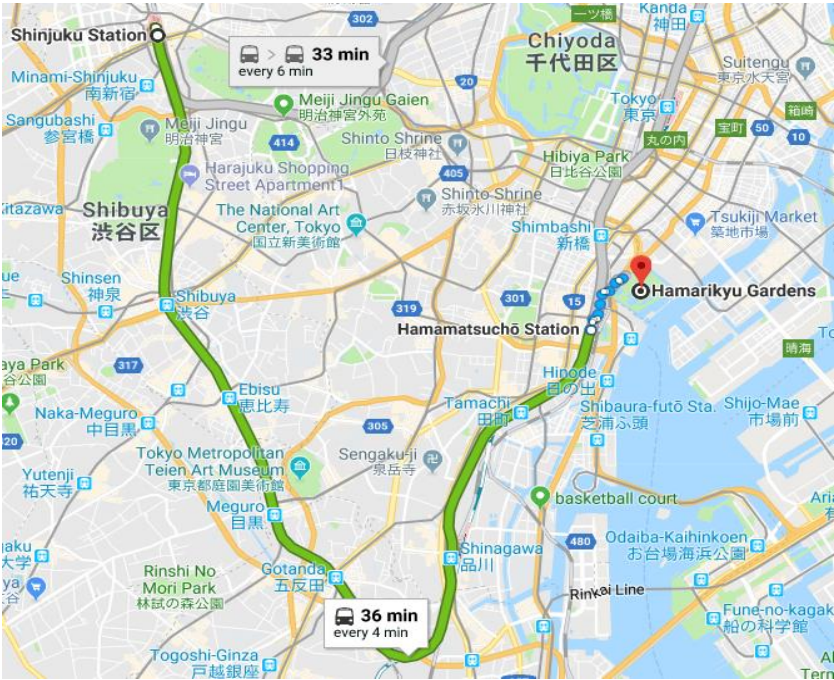 302
Kanda
神田
一ツ橋
Shinjuku Station
33 min
every 6 min
Chiyoda
千代田区
Suitengu
東京水天宮
Minami-Shinjuku
南新宿
20
Tokyo
東京
箱崎
Sangubashi
参宮橋
Meiji Jingu
明治神宮
Meiji Jingu Gaien
明治神宮外苑
丸の内
宝町
50
10
414
Shinto Shrine
日枝神社
Hibiya Park
日比谷公園
Harajuku Shopping
Street Apartment1
405
Shinto Shrine
赤坂氷川神社
Kitazawa
Shibuya
渋谷区
The National Art
Center, Tokyo
国立新美術館
Shimbashi
新橋
Tsukiji Market
築地市場
Shinsen
神泉
Shibuya
渋谷
319
301
15
Hamarikyu Gardens
Hamamatsuchō Station
晴海
317
Ebisu
恵比寿
Hinode
日の出
Tamachi
田町
Naka-Meguro
中目黒
305
Shibaura-futō Sta.
芝浦ふ頭
Shijo-Mae
市場前
Tokyo Metropolitan
Teien Art Museum
東京都庭園美術館
Sengaku-ji
泉岳寺
Yutenji
祐天寺
Meguro
目黒
basketball court
480
Shinagawa
品川
Odaiba-Kaihinkoen
お台場海浜公園
Rinshi No
Mori Park
林試の森公園
Gotanda
五反田
Rinkai Line
36 min
every 4 min
Fune-no-kagak
船の科学館
Togoshi-Ginza
戸越銀座